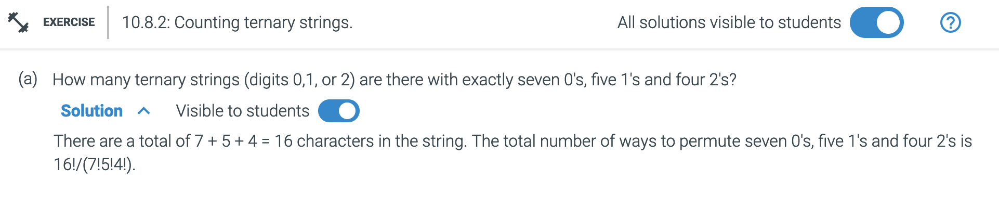 EXERCISE 10.8.2: Counting ternary strings. All solutions visible to students ?
(a) How many ternary strings (digits 0,1, or 2) are there with exactly seven 0's, five 1's and four 2's?
Solution Visible to students
There are a total of 7 + 5 + 4 = 16 characters in the string. The total number of ways to permute seven 0's, five 1's and four 2's is
16!/(7!5!4!).